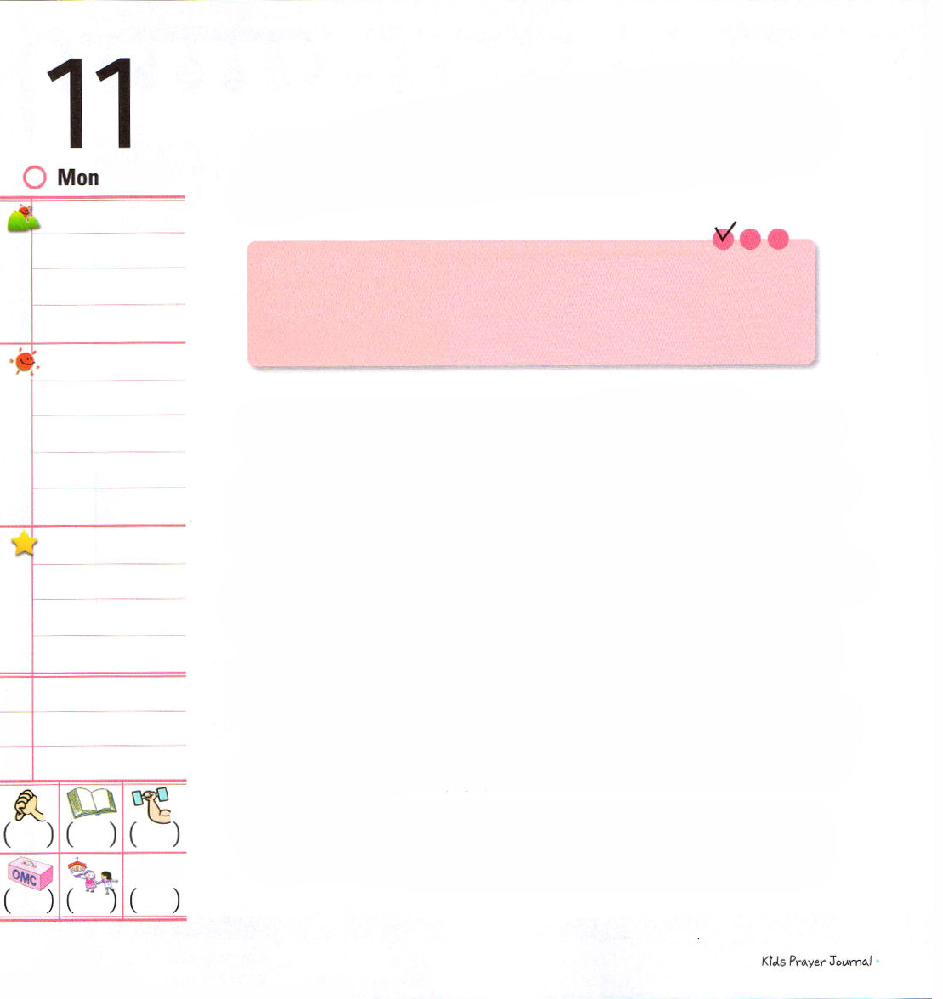 11
Mon
( ) ( ) ( )
OMC
( ) ( ) ( )
Kids Prayer Journal